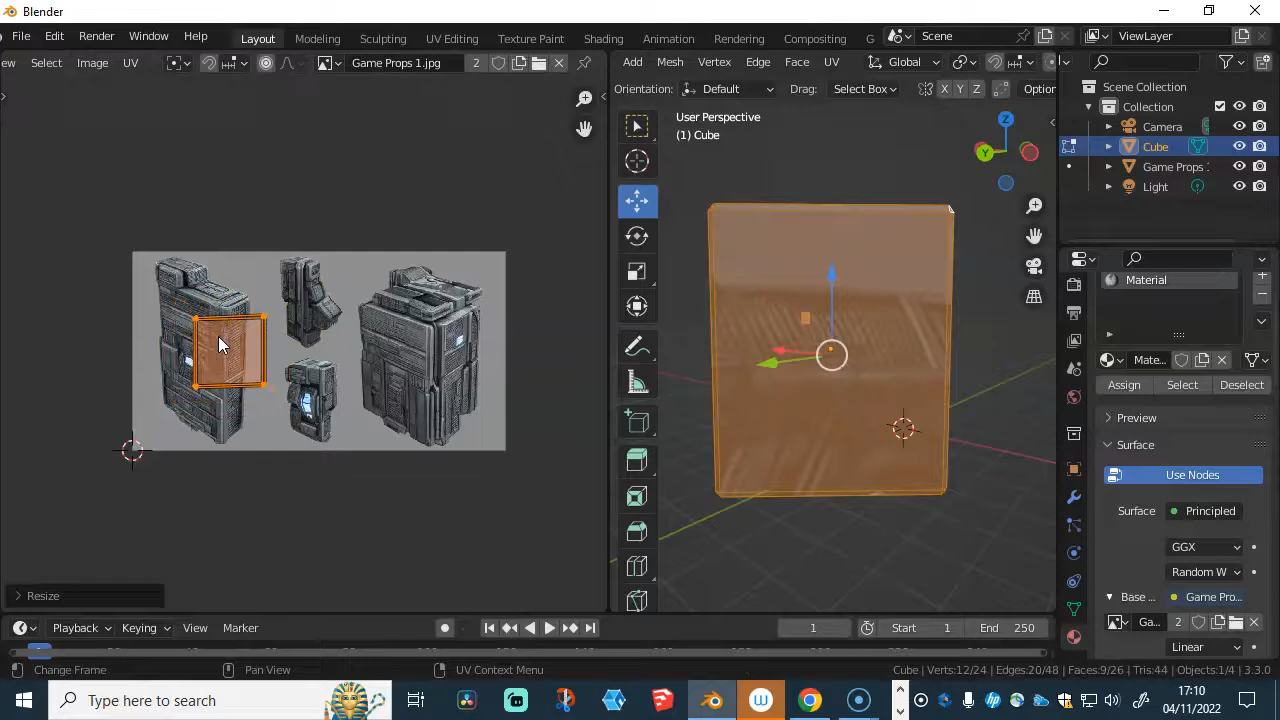 Blender
File Edit Render Window Help Layout Modeling Sculpting UV Editing Texture Paint Shading Animation Rendering Compositing G Scene ViewLayer
ew Select Image UV Game Props 1.jpg 2 Add Mesh Vertex Edge Face UV Global
Orientation: Default Drag: Select Box X Y Z Option
Scene Collection
Collection
Camera
Cube
Game Props
Light
User Perspective
(1) Cube
Y
Material
Mate...
Assign Select Deselect
Preview
Surface
Use Nodes
Surface Principled
GGX
Random W
Base ... Game Pro...
Ga... 2
Linear
Resize
Playback Keying View Marker 1 Start 1 End 250
Change Frame Pan View UV Context Menu Cube | Verts:12/24 | Edges:20/48 | Faces:9/26 | Tris:44 | Objects:1/4 | 3.3.0
Type here to search
17:10
04/11/2022